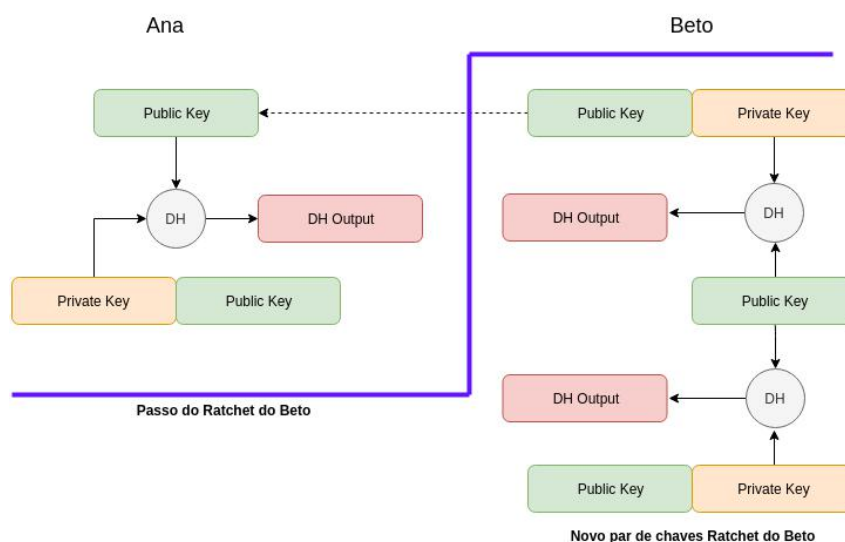 Ana
Beto
Public Key
Public Key
Private Key
DH
DH Output
DH Output
DH
Private Key
Public Key
Public Key
DH Output
DH
Passo do Ratchet do Beto
Public Key
Private Key
Novo par de chaves Ratchet do Beto